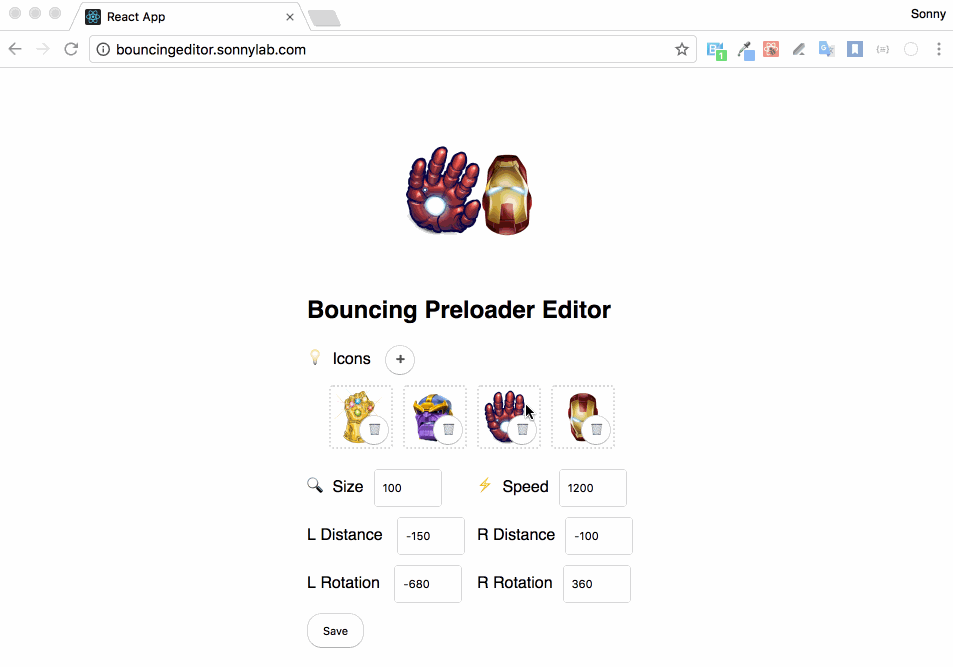 React App
Sonny
bouncingeditor.sonnylab.com
1
Bouncing Preloader Editor
Icons +
Size 100 Speed 1200
L Distance -150 R Distance -100
L Rotation -680 R Rotation 360
Save